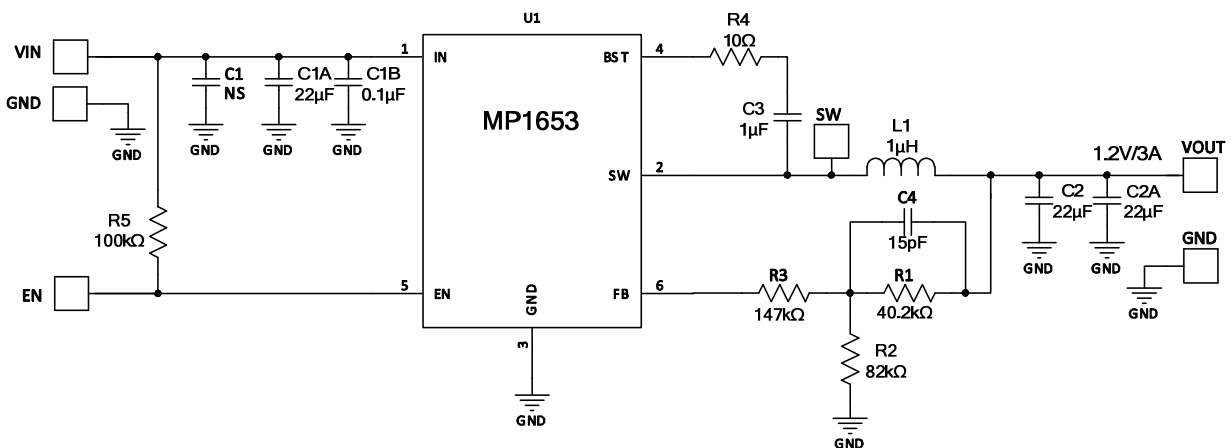 U1
VIN
GND
GND
C1
NS
GND
C1A
22µF
GND
C1B
0.1µF
GND
R5
100kΩ
EN
1
IN
5
EN
MP1653
GND
3
GND
BST
4
SW
2
FB
6
R4
10Ω
C3
1µF
SW
L1
1µH
1.2V/3A
VOUT
C2
22µF
GND
C2A
22µF
GND
GND
GND
C4
15pF
R3
147kΩ
R1
40.2kΩ
R2
82kΩ
GND